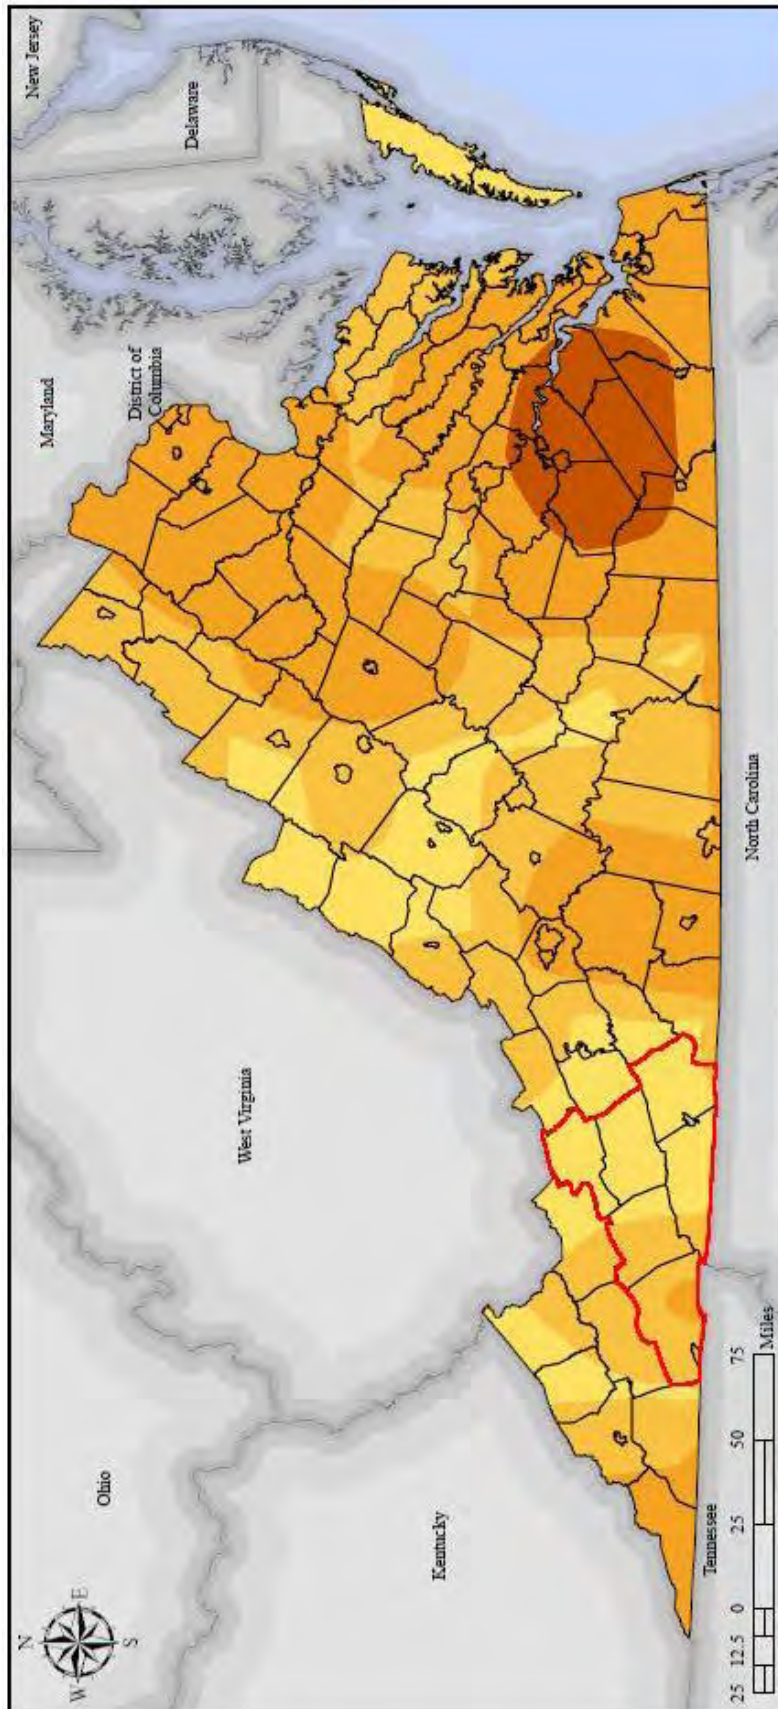 New Jersey
Delaware
Maryland
District of
Columbia
Ohio
West Virginia
Kentucky
North Carolina
Tennessee
N
W
E
S
25 12.5 0 25 50 75
Miles